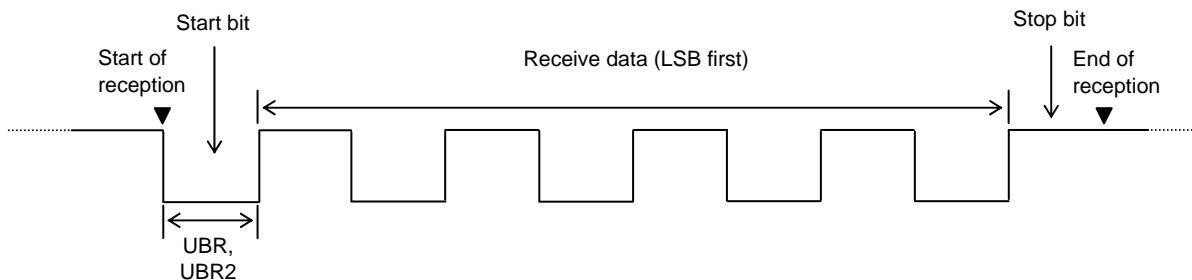 Start bit
Stop bit
Start of
reception
Receive data (LSB first)
End of
reception
UBR,
UBR2